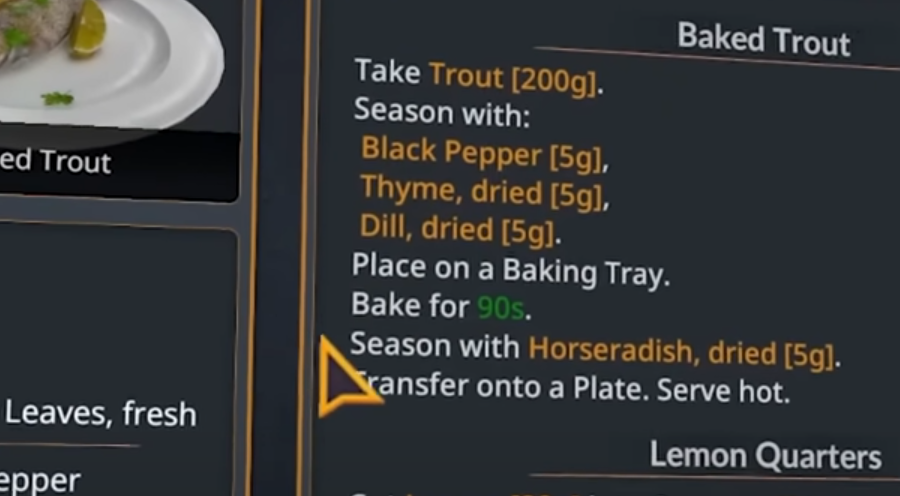 ed Trout
Leaves, fresh
epper
Baked Trout
Take Trout [200g].
Season with:
Black Pepper [5g],
Thyme, dried [5g],
Dill, dried [5g].
Place on a Baking Tray.
Bake for 90s.
Season with Horseradish, dried [5g].
Transfer onto a Plate. Serve hot.
Lemon Quarters